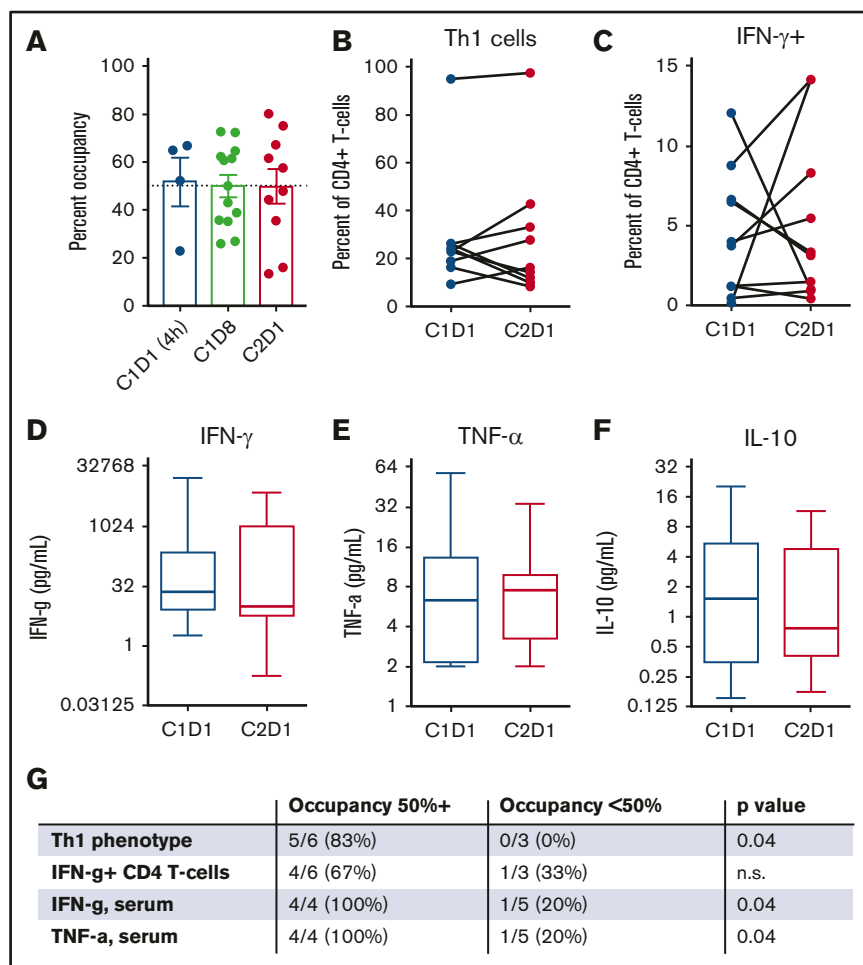 A
Percent occupancy
100
80
60
40
20
0
C1D1 (4h)
C1D8
C2D1
B
Th1 cells
Percent of CD4+ T-cells
100
80
60
40
20
0
C1D1
C2D1
C
IFN-γ+
Percent of CD4+ T-cells
15
10
5
0
C1D1
C2D1
D
IFN-γ
IFN-g (pg/mL)
32768
1024
32
1
0.03125
C1D1
C2D1
E
TNF-α
TNF-a (pg/mL)
64
32
16
8
4
2
1
C1D1
C2D1
F
IL-10
IL-10 (pg/mL)
32
16
8
4
2
1
0.5
0.25
0.125
C1D1
C2D1
G
Occupancy 50%+ Occupancy <50% p value
Th1 phenotype 5/6 (83%) 0/3 (0%) 0.04
IFN-g+ CD4 T-cells 4/6 (67%) 1/3 (33%) n.s.
IFN-g, serum 4/4 (100%) 1/5 (20%) 0.04
TNF-a, serum 4/4 (100%) 1/5 (20%) 0.04